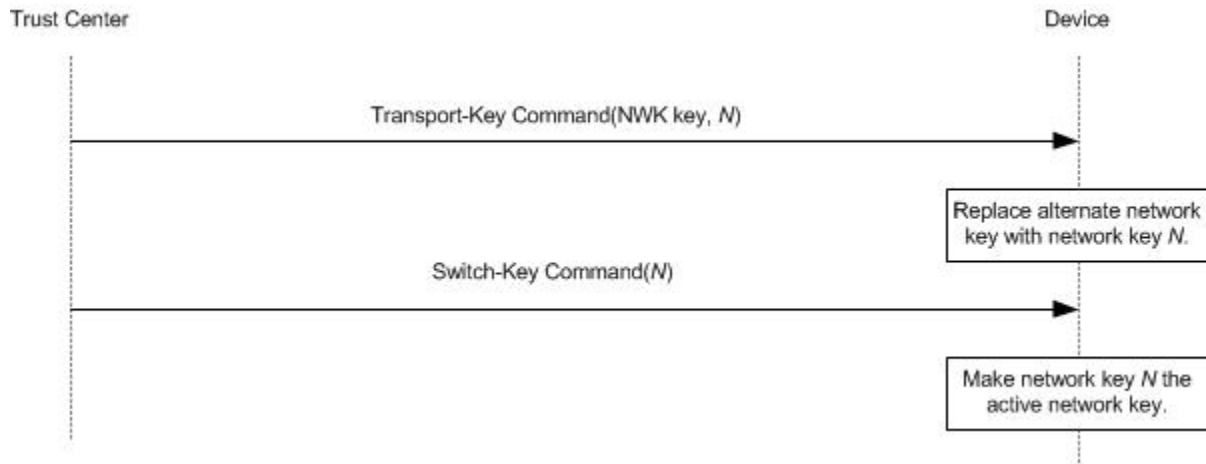 Trust Center
Device
Transport-Key Command(NWK key, N)
Replace alternate network
key with network key N.
Switch-Key Command(N)
Make network key N the
active network key.